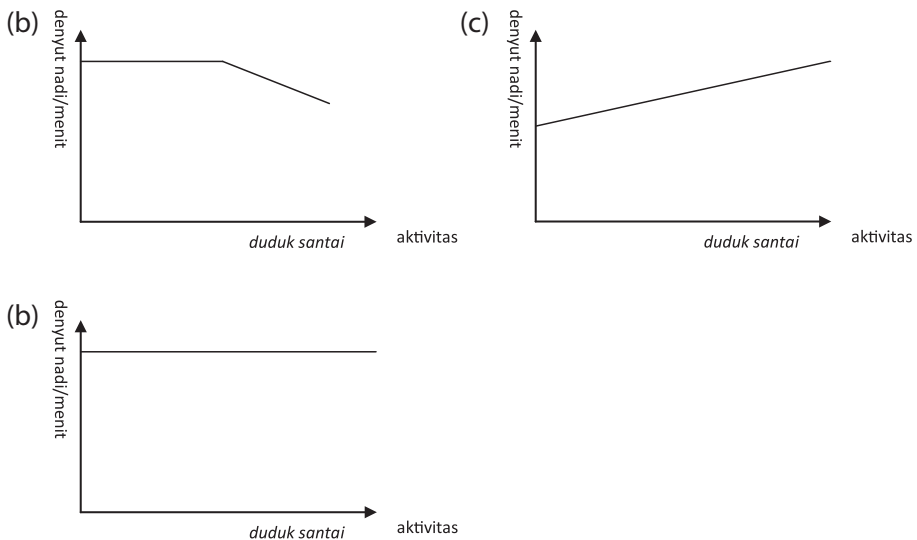 (b)
denyut nadi/menit
duduk santai
aktivitas
(c)
denyut nadi/menit
duduk santai
aktivitas
(b)
denyut nadi/menit
duduk santai
aktivitas